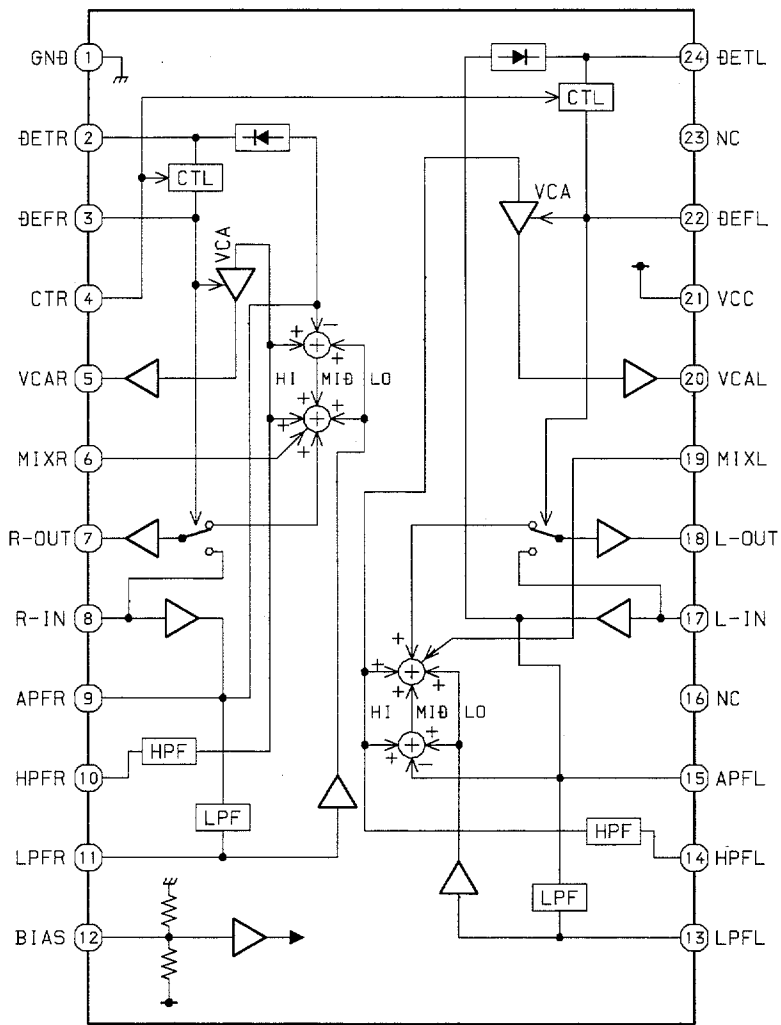 GND 1
24 DETL
CTL
DETR 2
23 NC
CTL
VCA
DEFR 3
22 DEFL
VCA
CTR 4
21 VCC
+ −
+
HI MID LO
VCAR 5
20 VCAL
+ + +
+ +
MIXR 6
19 MIXL
R-OUT 7
18 L-OUT
R-IN 8
17 L-IN
+
+ +
+
APFR 9
16 NC
HI MID LO
HPF
+ − +
HPFR 10
15 APFL
LPF
HPF
LPFR 11
14 HPFL
LPF
BIAS 12
13 LPFL